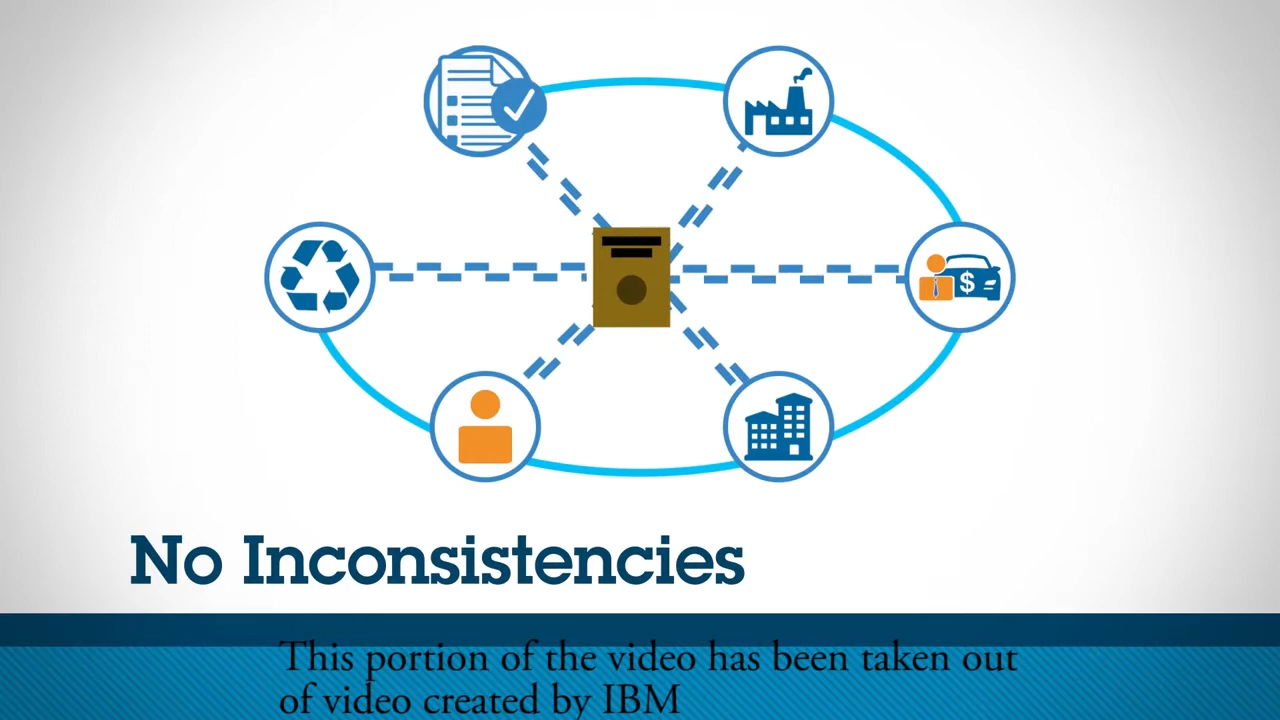 $
No Inconsistencies
This portion of the video has been taken out
of video created by IBM